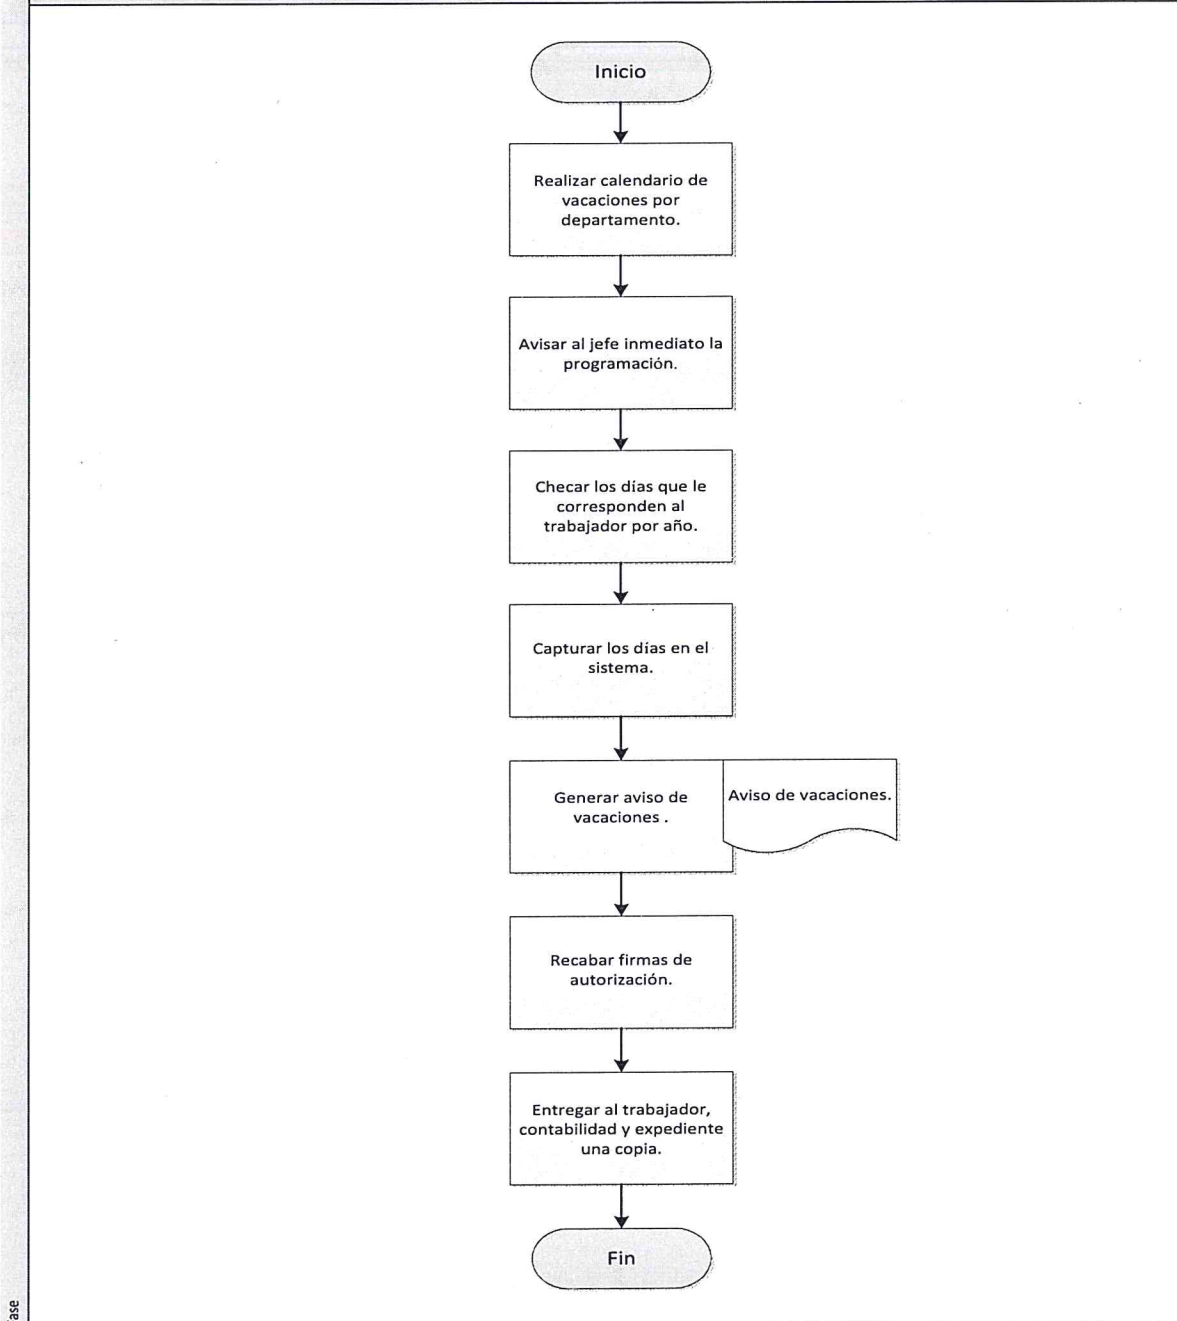 Inicio
Realizar calendario de
vacaciones por
departamento.
Avisar al jefe inmediato la
programación.
Checar los días que le
corresponden al
trabajador por año.
Capturar los días en el
sistema.
Generar aviso de
vacaciones .
Aviso de vacaciones.
Recabar firmas de
autorización.
Entregar al trabajador,
contabilidad y expediente
una copia.
Fin